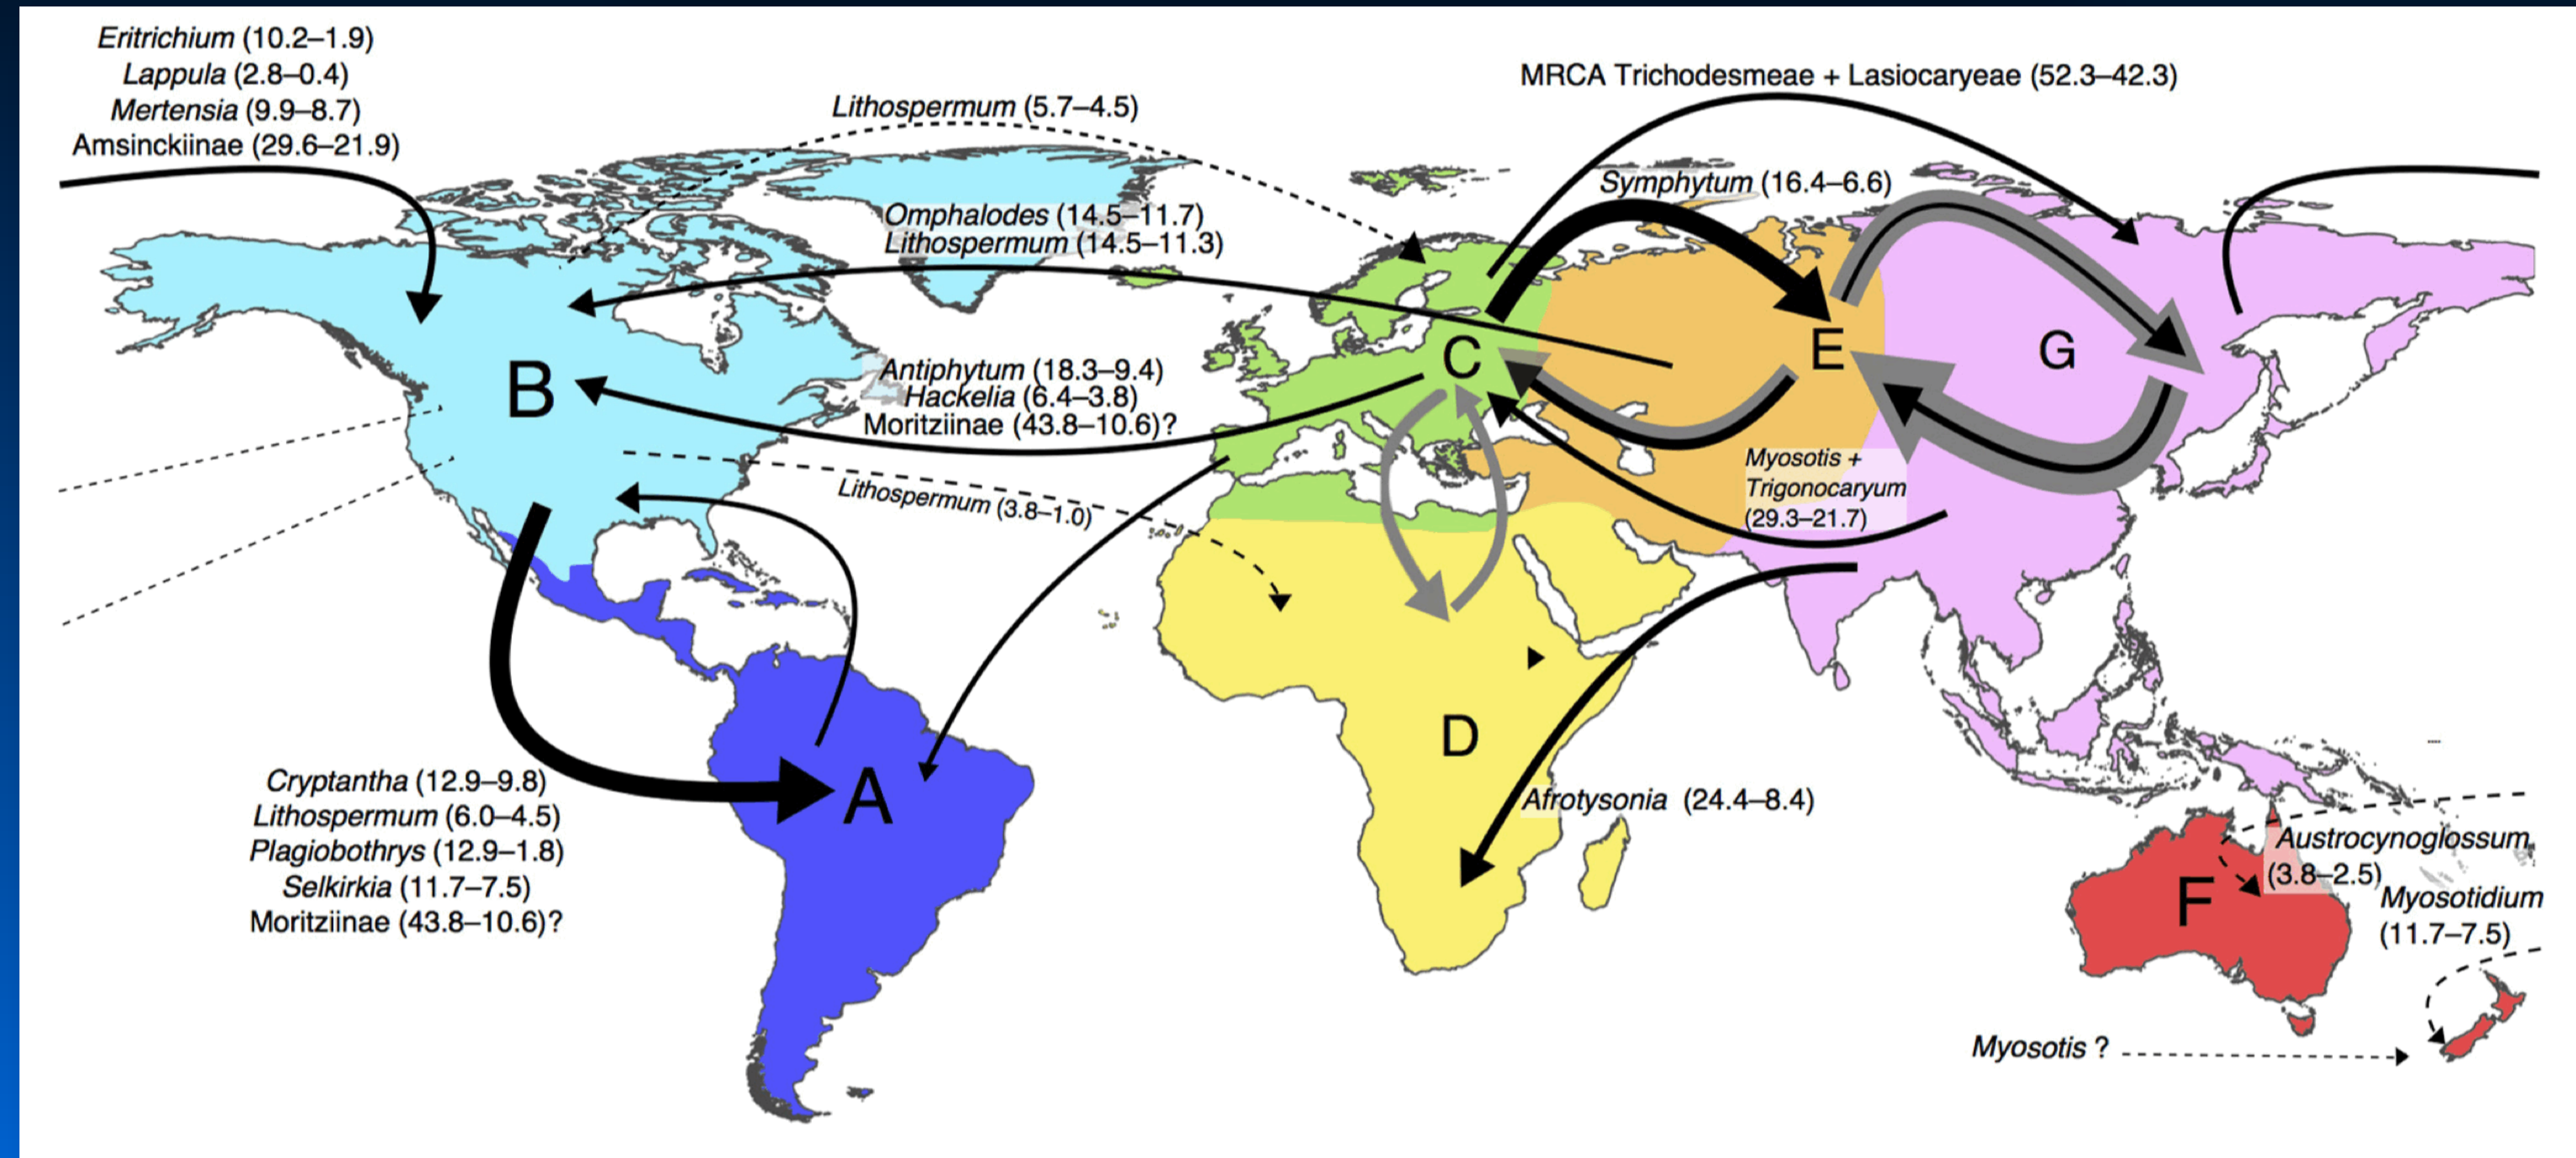 Eritrichium (10.2–1.9)
Lappula (2.8–0.4)
Mertensia (9.9–8.7)
Amsinckiinae (29.6–21.9)
Lithospermum (5.7–4.5)
MRCA Trichodesmeae + Lasiocaryeae (52.3–42.3)
Symphytum (16.4–6.6)
Omphalodes (14.5–11.7)
Lithospermum (14.5–11.3)
B
C
E
G
Antiphytum (18.3–9.4)
Hackelia (6.4–3.8)
Moritziinae (43.8–10.6)?
Lithospermum (3.8–1.0)
Myosotis +
Trigonocaryum
(29.3–21.7)
D
A
Afrotysonia (24.4–8.4)
Cryptantha (12.9–9.8)
Lithospermum (6.0–4.5)
Plagiobothrys (12.9–1.8)
Selkirkia (11.7–7.5)
Moritziinae (43.8–10.6)?
F
Austrocynoglossum
(3.8–2.5)
Myosotidium
(11.7–7.5)
Myosotis ?